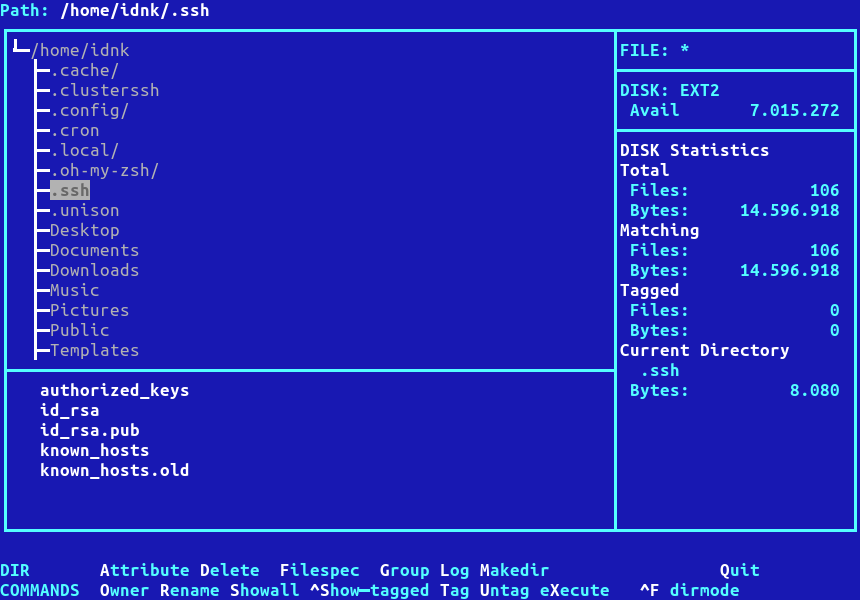 Path: /home/idnk/.ssh
/home/idnk
.cache/
.clusterssh
.config/
.cron
.local/
.oh-my-zsh/
.ssh
.unison
Desktop
Documents
Downloads
Music
Pictures
Public
Templates
authorized_keys
id_rsa
id_rsa.pub
known_hosts
known_hosts.old
FILE: *
DISK: EXT2
Avail 7.015.272
DISK Statistics
Total
Files: 106
Bytes: 14.596.918
Matching
Files: 106
Bytes: 14.596.918
Tagged
Files: 0
Bytes: 0
Current Directory
.ssh
Bytes: 8.080
DIR Attribute Delete Filespec Group Log Makedir Quit
COMMANDS Owner Rename Showall ^Show─tagged Tag Untag eXecute ^F dirmode